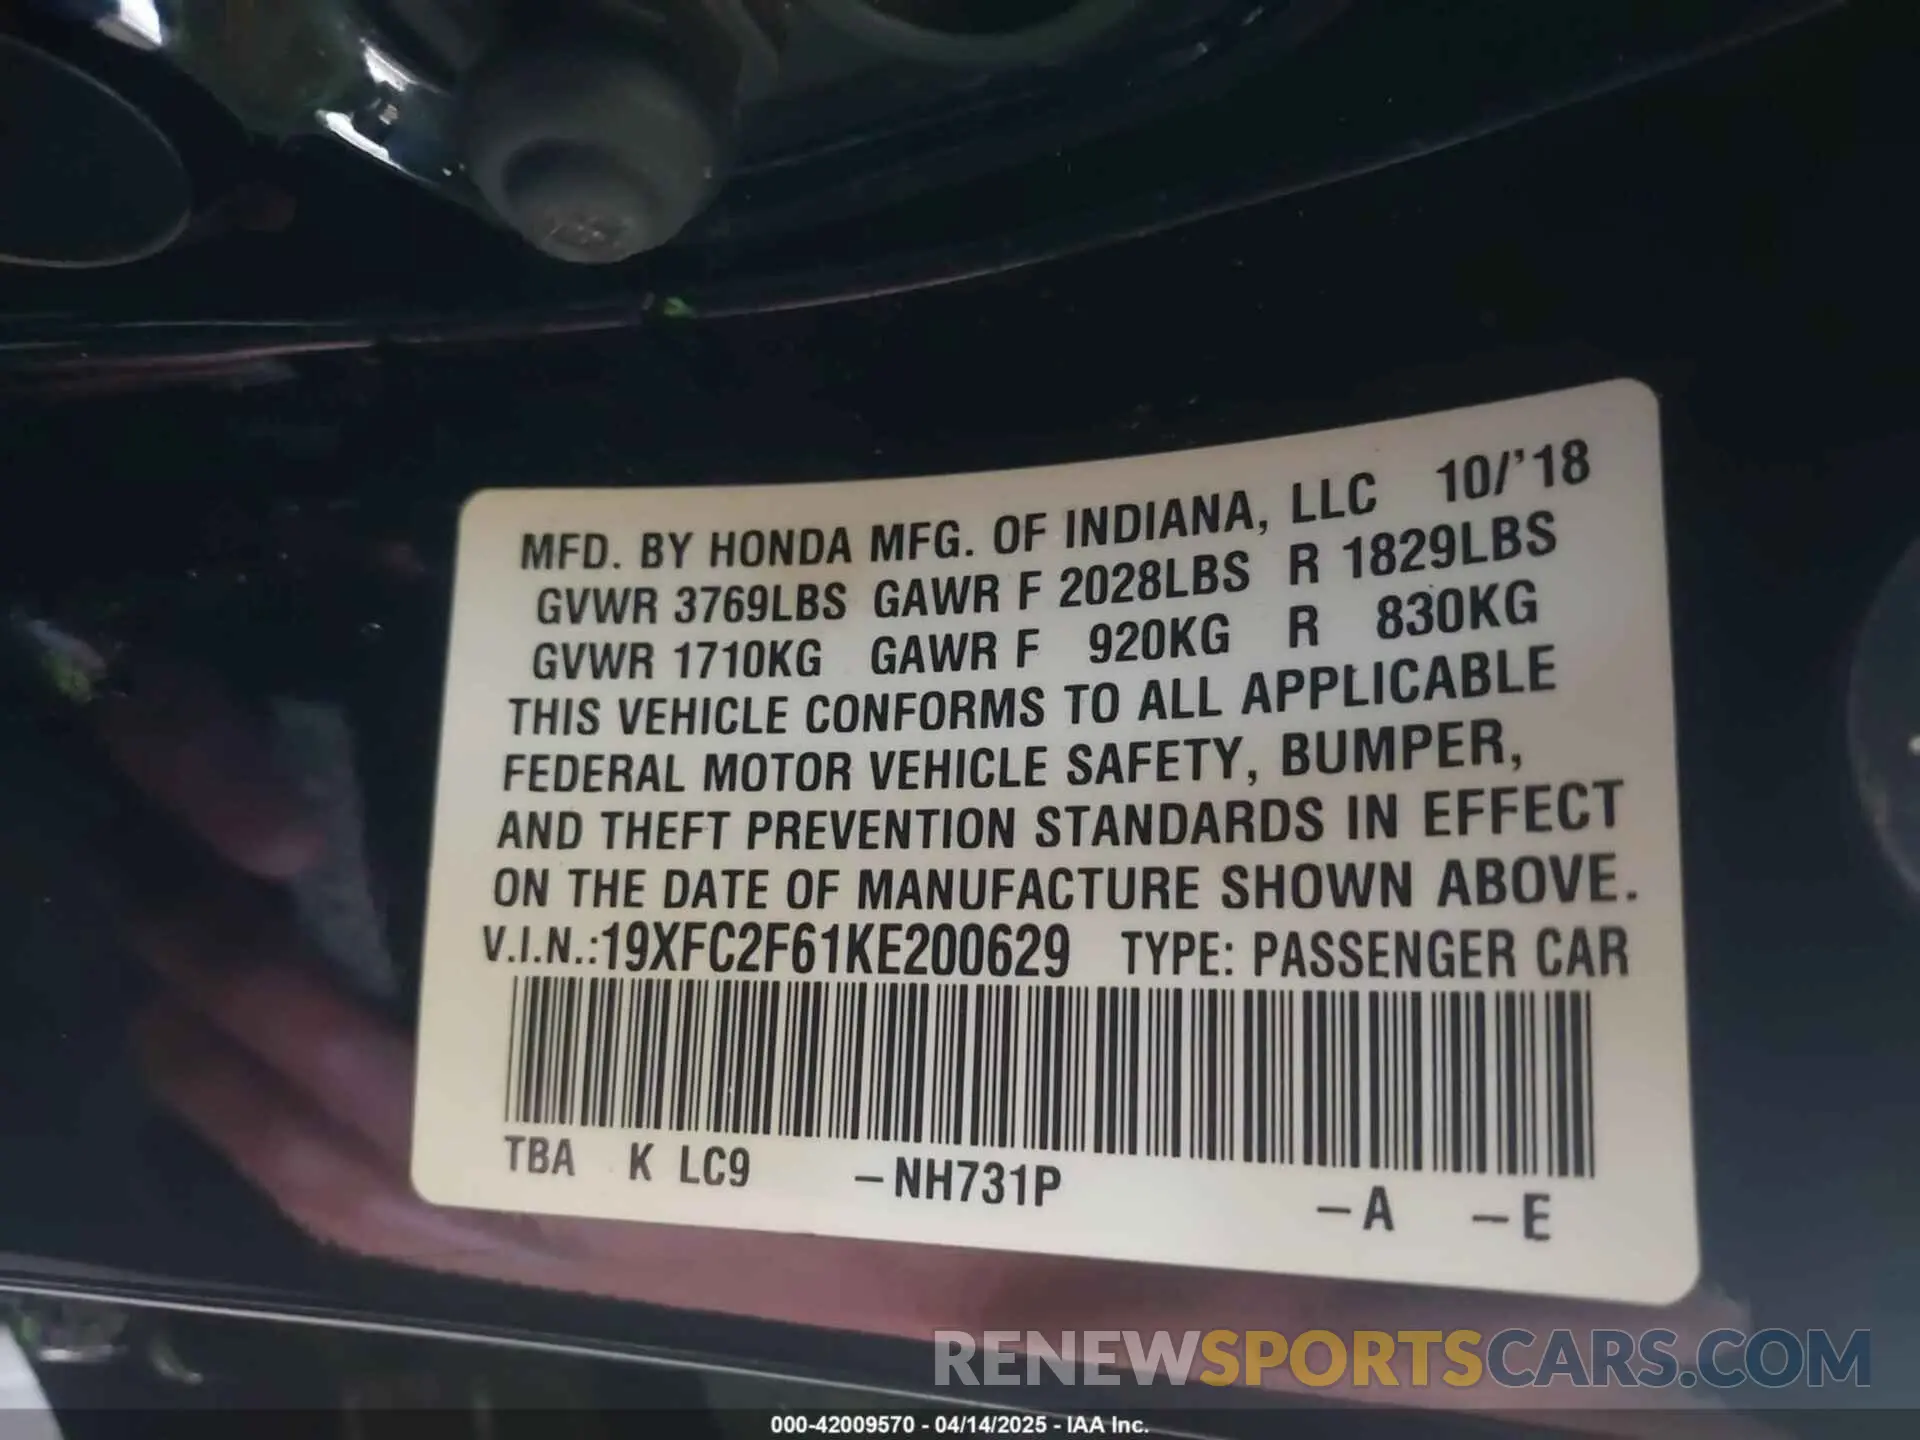 MFD. BY HONDA MFG. OF INDIANA, LLC 10/'18
GVWR 3769LBS GAWR F 2028LBS R 1829LBS
GVWR 1710KG GAWR F 920KG R 830KG
THIS VEHICLE CONFORMS TO ALL APPLICABLE
FEDERAL MOTOR VEHICLE SAFETY, BUMPER,
AND THEFT PREVENTION STANDARDS IN EFFECT
ON THE DATE OF MANUFACTURE SHOWN ABOVE.
V.I.N.:19XFC2F61KE200629 TYPE: PASSENGER CAR
TBA K LC9 –NH731P –A –E
RENEWSPORTSCARS.COM
000-42009570 - 04/14/2025 - IAA Inc.